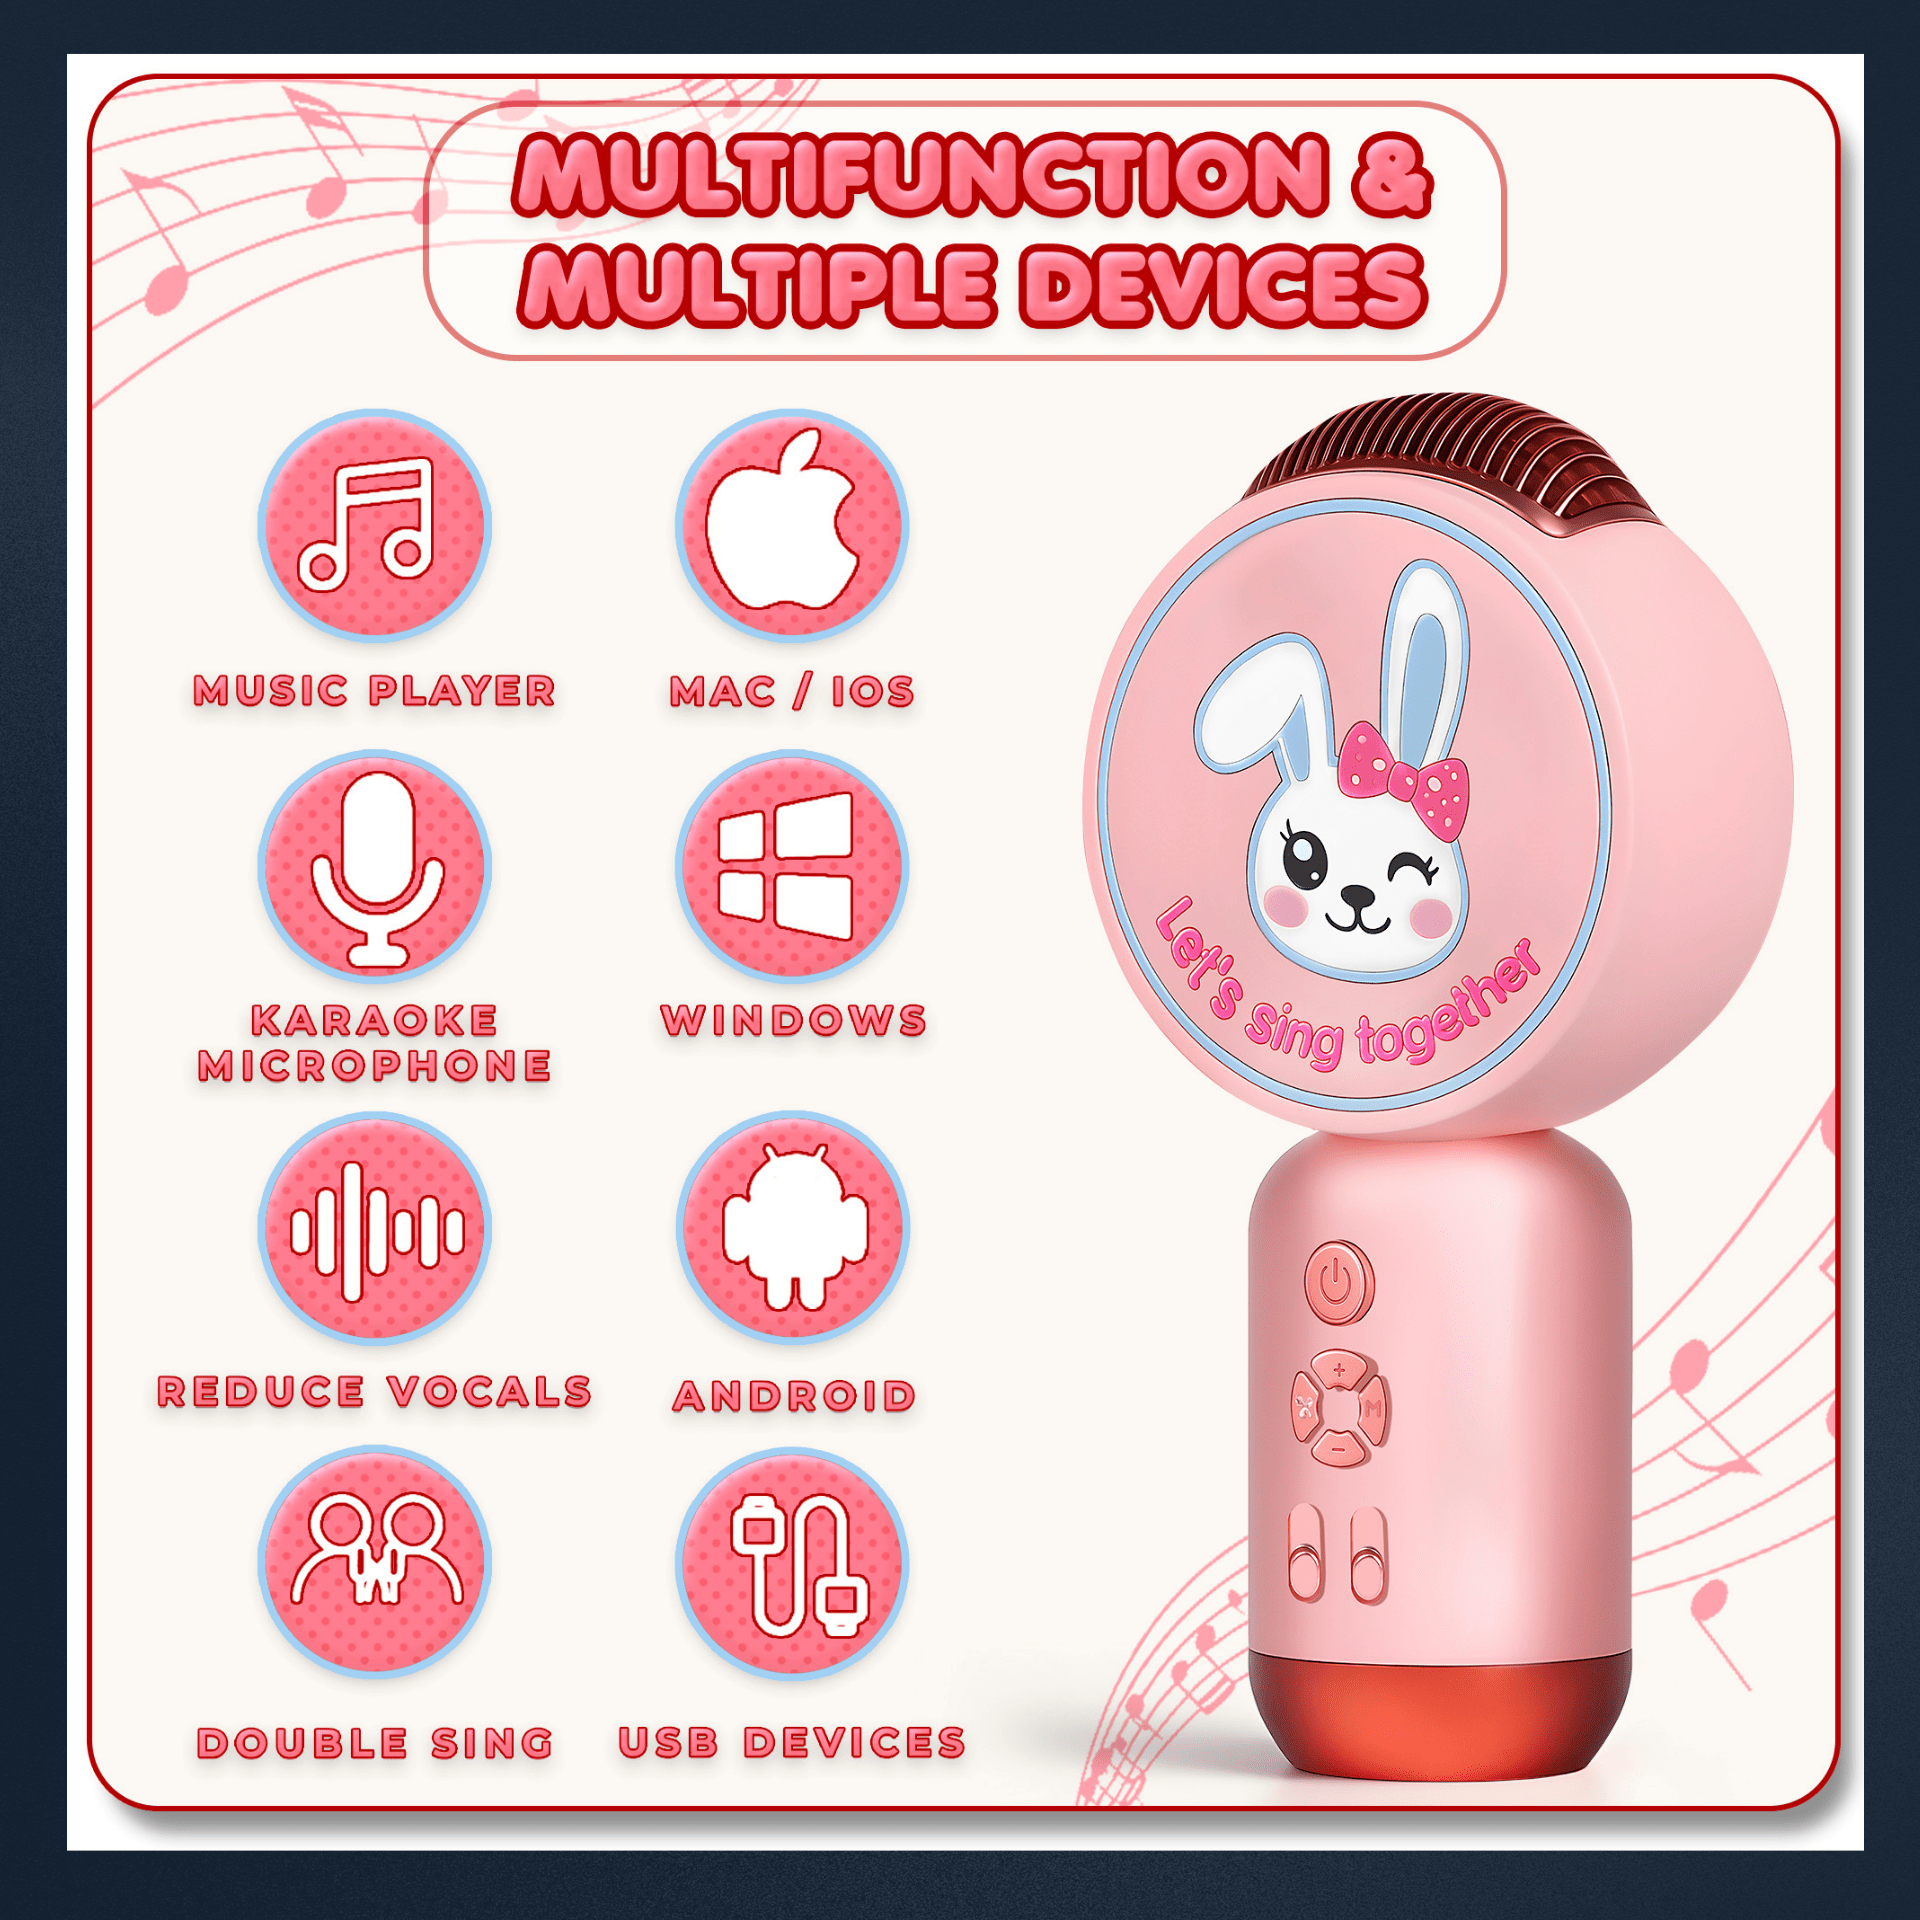 MULTIFUNCTION &
MULTIPLE DEVICES
MUSIC PLAYER
MAC / IOS
KARAOKE
MICROPHONE
WINDOWS
REDUCE VOCALS
ANDROID
DOUBLE SING
USB DEVICES
Let's sing together
+
M
-